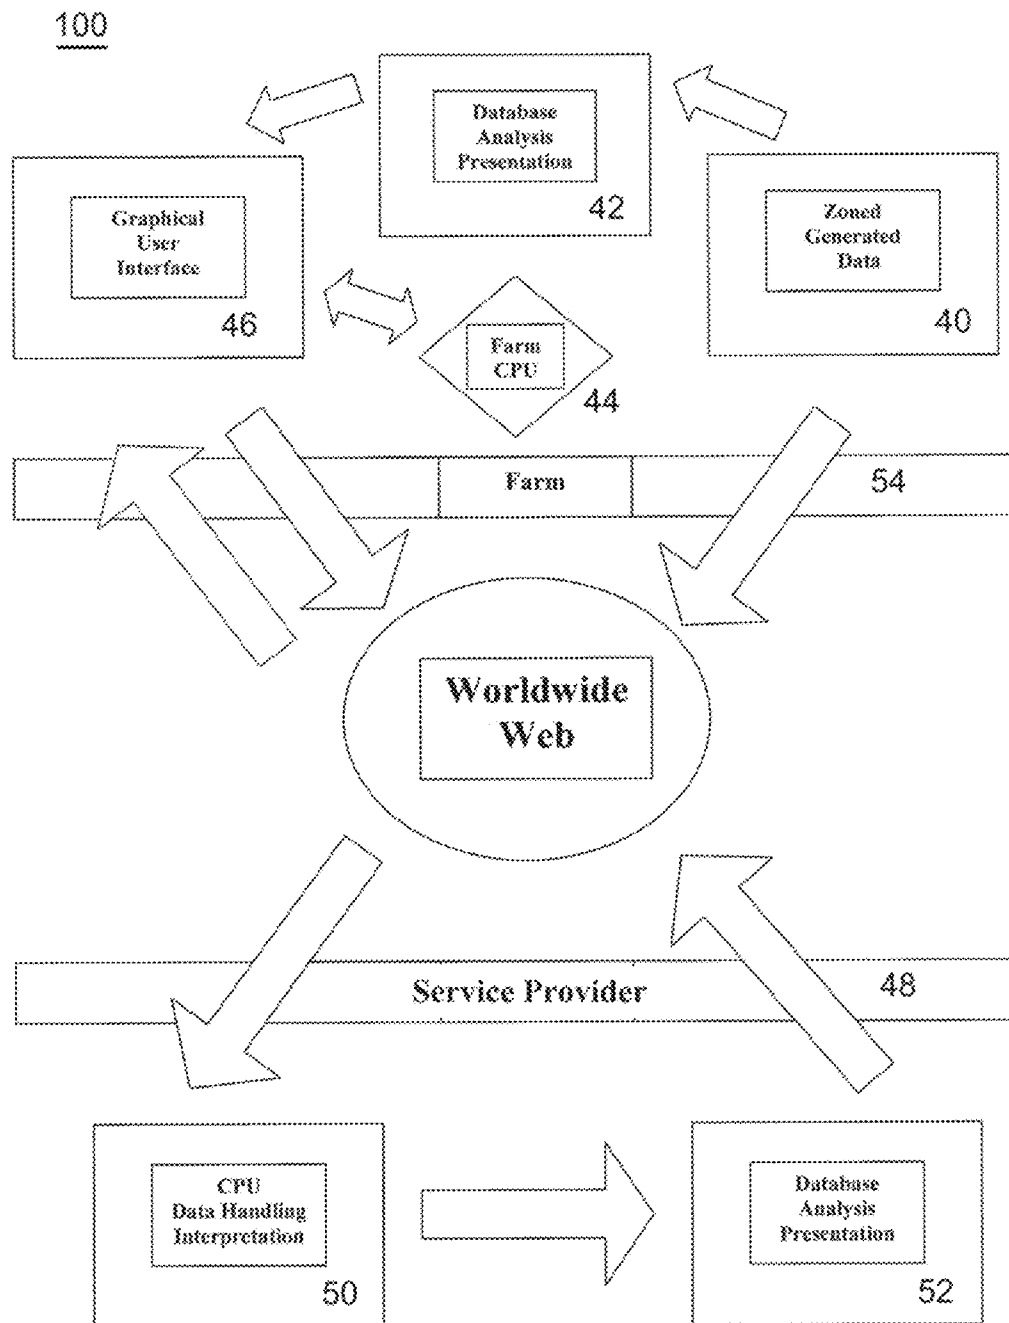 100
Database
Analysis
Presentation
42
Graphical
User
Interface
46
Zoned
Generated
Data
40
Farm
CPU
44
Farm
54
Worldwide
Web
Service Provider
48
CPU
Data Handling
Interpretation
50
Database
Analysis
Presentation
52